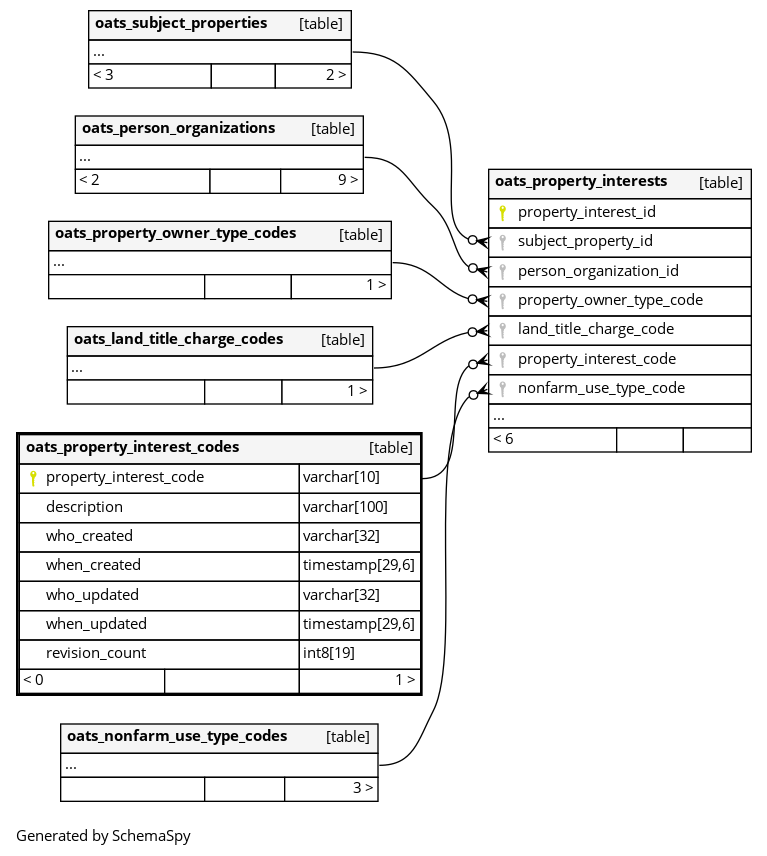 oats_subject_properties [table]
...
< 3 2 >
oats_person_organizations [table]
...
< 2 9 >
oats_property_owner_type_codes [table]
...
1 >
oats_land_title_charge_codes [table]
...
1 >
oats_property_interest_codes [table]
property_interest_code varchar[10]
description varchar[100]
who_created varchar[32]
when_created timestamp[29,6]
who_updated varchar[32]
when_updated timestamp[29,6]
revision_count int8[19]
< 0 1 >
oats_nonfarm_use_type_codes [table]
...
3 >
oats_property_interests [table]
property_interest_id
subject_property_id
person_organization_id
property_owner_type_code
land_title_charge_code
property_interest_code
nonfarm_use_type_code
...
< 6
Generated by SchemaSpy